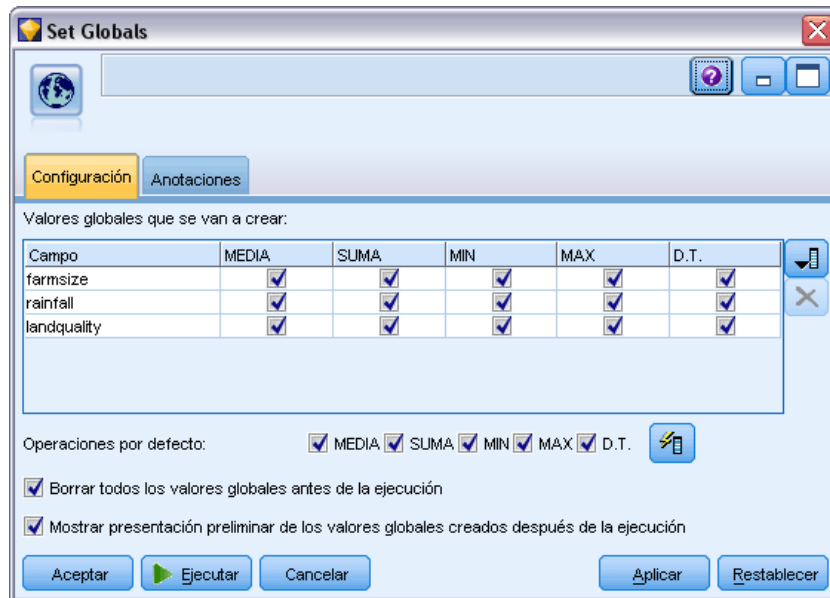 Set Globals
?
Configuración Anotaciones
Valores globales que se van a crear:
Campo MEDIA SUMA MIN MAX D.T.
farmsize
rainfall
landquality
Operaciones por defecto: MEDIA SUMA MIN MAX D.T.
Borrar todos los valores globales antes de la ejecución
Mostrar presentación preliminar de los valores globales creados después de la ejecución
Aceptar Ejecutar Cancelar Aplicar Restablecer